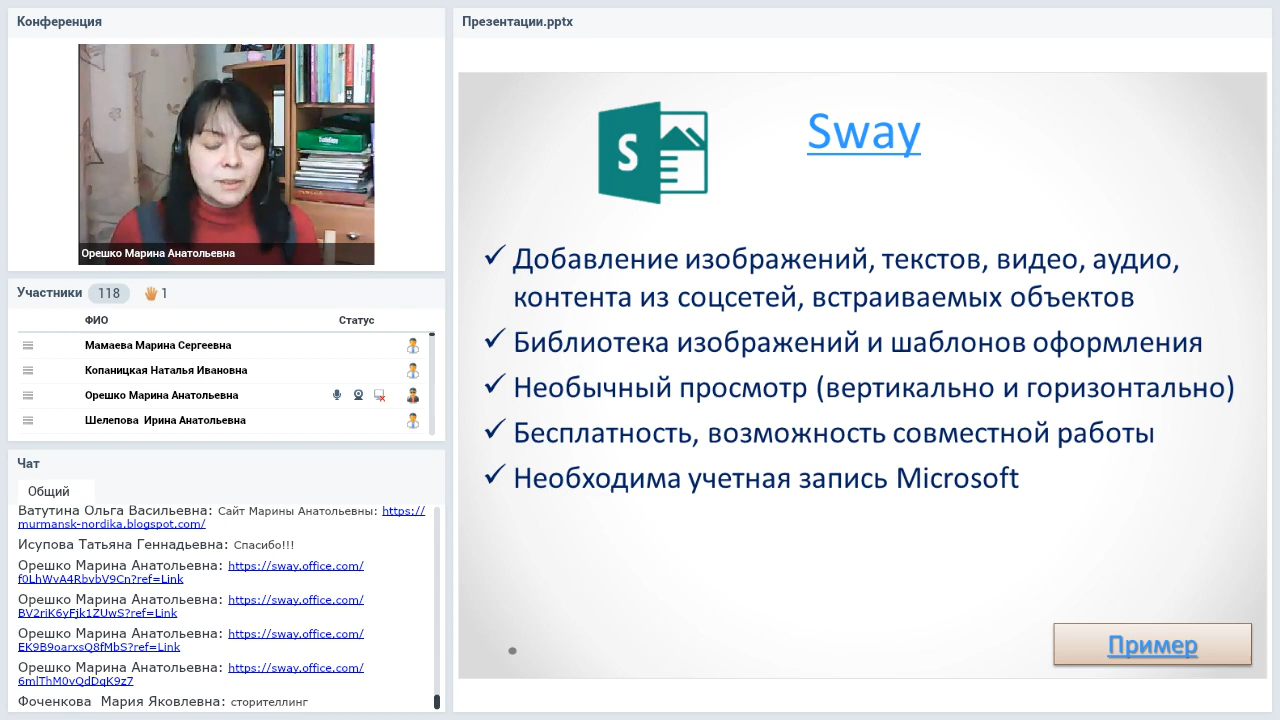 Конференция
Орешко Марина Анатольевна
Участники 118 1
ФИО Статус
Мамаева Марина Сергеевна
Копаницкая Наталья Ивановна
Орешко Марина Анатольевна
Шелепова Ирина Анатольевна
Чат
Общий
Ватутина Ольга Васильевна: Сайт Марины Анатольевны: https://
murmansk-nordika.blogspot.com/
Исупова Татьяна Геннадьевна: Спасибо!!!
Орешко Марина Анатольевна: https://sway.office.com/
f0LhWvA4RbvbV9Cn?ref=Link
Орешко Марина Анатольевна: https://sway.office.com/
BV2riK6yFjk1ZUwS?ref=Link
Орешко Марина Анатольевна: https://sway.office.com/
EK9B9oarxsQ8fMbS?ref=Link
Орешко Марина Анатольевна: https://sway.office.com/
6mlThM0vQdDqK9z7
Фоченкова Мария Яковлевна: сторителлинг
Презентации.pptx
S
Sway
✓ Добавление изображений, текстов, видео, аудио,
контента из соцсетей, встраиваемых объектов
✓ Библиотека изображений и шаблонов оформления
✓ Необычный просмотр (вертикально и горизонтально)
✓ Бесплатность, возможность совместной работы
✓ Необходима учетная запись Microsoft
Пример